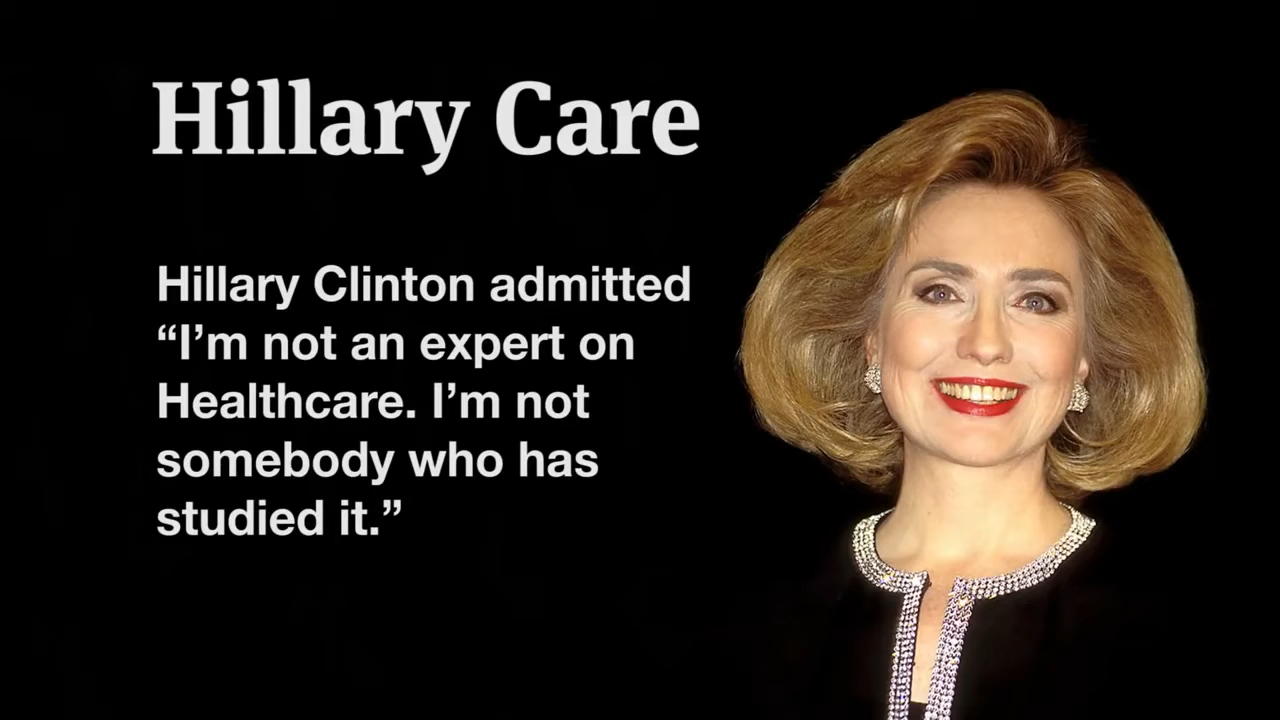 Hillary Care
Hillary Clinton admitted
“I’m not an expert on
Healthcare. I’m not
somebody who has
studied it.”